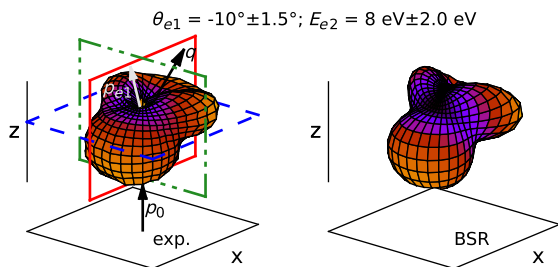 θe1 = -10°±1.5°; Ee2 = 8 eV±2.0 eV
q
pe1
z
z
p0
exp.
BSR
x
x